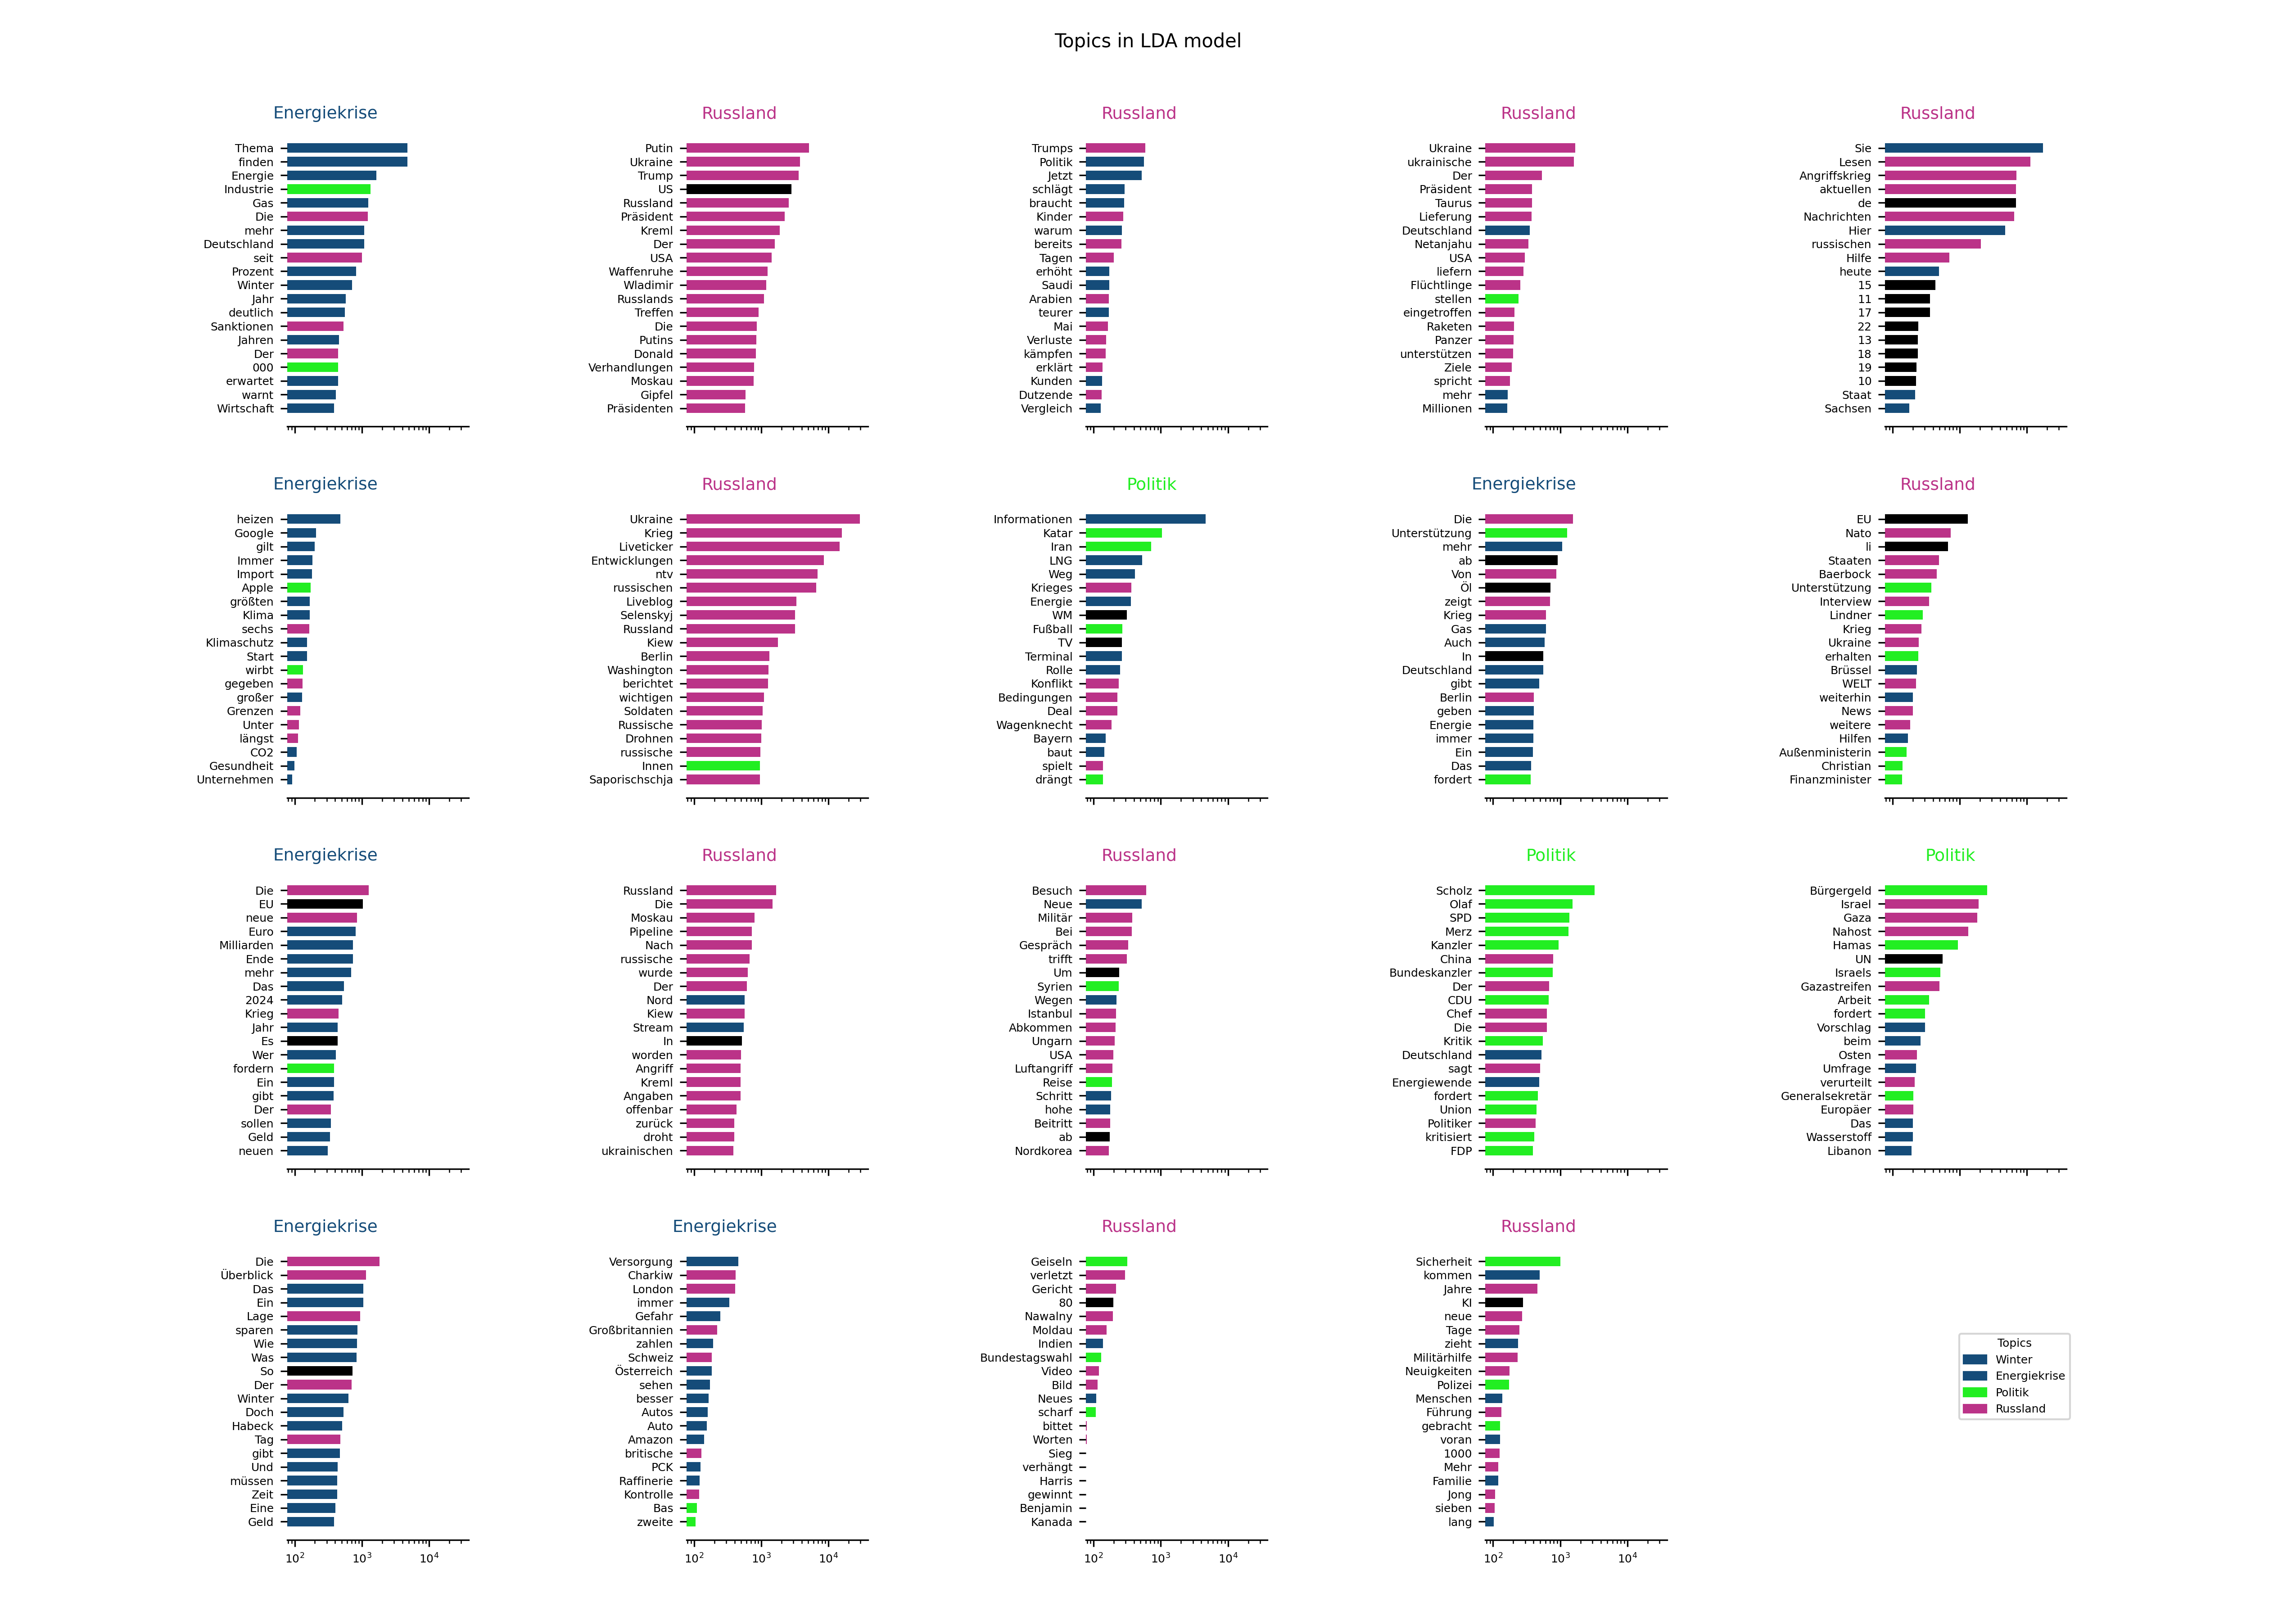 Topics in LDA model
Energiekrise
Thema
finden
Energie
Industrie
Gas
Die
mehr
Deutschland
seit
Prozent
Winter
Jahr
deutlich
Sanktionen
Jahren
Der
000
erwartet
warnt
Wirtschaft
Russland
Putin
Ukraine
Trump
US
Russland
Präsident
Kreml
Der
USA
Waffenruhe
Wladimir
Russlands
Treffen
Die
Putins
Donald
Verhandlungen
Moskau
Gipfel
Präsidenten
Russland
Trumps
Politik
Jetzt
schlägt
braucht
Kinder
warum
bereits
Tagen
erhöht
Saudi
Arabien
teurer
Mai
Verluste
kämpfen
erklärt
Kunden
Dutzende
Vergleich
Russland
Ukraine
ukrainische
Der
Präsident
Taurus
Lieferung
Deutschland
Netanjahu
USA
liefern
Flüchtlinge
stellen
eingetroffen
Raketen
Panzer
unterstützen
Ziele
spricht
mehr
Millionen
Russland
Sie
Lesen
Angriffskrieg
aktuellen
de
Nachrichten
Hier
russischen
Hilfe
heute
15
11
17
22
13
18
19
10
Staat
Sachsen
Energiekrise
heizen
Google
gilt
Immer
Import
Apple
größten
Klima
sechs
Klimaschutz
Start
wirbt
gegeben
großer
Grenzen
Unter
längst
CO2
Gesundheit
Unternehmen
Russland
Ukraine
Krieg
Liveticker
Entwicklungen
ntv
russischen
Liveblog
Selenskyj
Russland
Kiew
Berlin
Washington
berichtet
wichtigen
Soldaten
Russische
Drohnen
russische
Innen
Saporischschja
Politik
Informationen
Katar
Iran
LNG
Weg
Krieges
Energie
WM
Fußball
TV
Terminal
Rolle
Konflikt
Bedingungen
Deal
Wagenknecht
Bayern
baut
spielt
drängt
Energiekrise
Die
Unterstützung
mehr
ab
Von
Öl
zeigt
Krieg
Gas
Auch
In
Deutschland
gibt
Berlin
geben
Energie
immer
Ein
Das
fordert
Russland
EU
Nato
li
Staaten
Baerbock
Unterstützung
Interview
Lindner
Krieg
Ukraine
erhalten
Brüssel
WELT
weiterhin
News
weitere
Hilfen
Außenministerin
Christian
Finanzminister
Energiekrise
Die
EU
neue
Euro
Milliarden
Ende
mehr
Das
2024
Krieg
Jahr
Es
Wer
fordern
Ein
gibt
Der
sollen
Geld
neuen
Russland
Russland
Die
Moskau
Pipeline
Nach
russische
wurde
Der
Nord
Kiew
Stream
In
worden
Angriff
Kreml
Angaben
offenbar
zurück
droht
ukrainischen
Russland
Besuch
Neue
Militär
Bei
Gespräch
trifft
Um
Syrien
Wegen
Istanbul
Abkommen
Ungarn
USA
Luftangriff
Reise
Schritt
hohe
Beitritt
ab
Nordkorea
Politik
Scholz
Olaf
SPD
Merz
Kanzler
China
Bundeskanzler
Der
CDU
Chef
Die
Kritik
Deutschland
sagt
Energiewende
fordert
Union
Politiker
kritisiert
FDP
Politik
Bürgergeld
Israel
Gaza
Nahost
Hamas
UN
Israels
Gazastreifen
Arbeit
fordert
Vorschlag
beim
Osten
Umfrage
verurteilt
Generalsekretär
Europäer
Das
Wasserstoff
Libanon
Energiekrise
Die
Überblick
Das
Ein
Lage
sparen
Wie
Was
So
Der
Winter
Doch
Habeck
Tag
gibt
Und
müssen
Zeit
Eine
Geld
10² 10³ 10⁴
Energiekrise
Versorgung
Charkiw
London
immer
Gefahr
Großbritannien
zahlen
Schweiz
Österreich
sehen
besser
Autos
Auto
Amazon
britische
PCK
Raffinerie
Kontrolle
Bas
zweite
10² 10³ 10⁴
Russland
Geiseln
verletzt
Gericht
80
Nawalny
Moldau
Indien
Bundestagswahl
Video
Bild
Neues
scharf
bittet
Worten
Sieg
verhängt
Harris
gewinnt
Benjamin
Kanada
10² 10³ 10⁴
Russland
Sicherheit
kommen
Jahre
KI
neue
Tage
zieht
Militärhilfe
Neuigkeiten
Polizei
Menschen
Führung
gebracht
voran
1000
Mehr
Familie
Jong
sieben
lang
10² 10³ 10⁴
Topics
Winter
Energiekrise
Politik
Russland